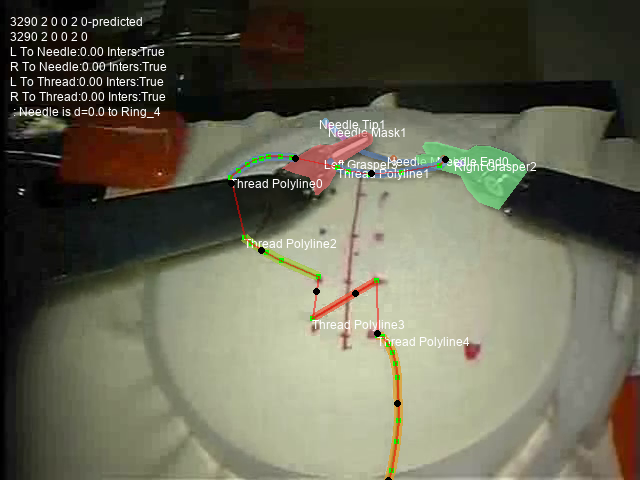 3290 2 0 0 2 0-predicted
3290 2 0 0 2 0
L To Needle:0.00 Inters:True
R To Needle:0.00 Inters:True
L To Thread:0.00 Inters:True
R To Thread:0.00 Inters:True
: Needle is d=0.0 to Ring_4
Needle Tip1
Needle Mask1
Left Grasper3
Needle End0
Right Grasper2
Thread Polyline1
Thread Polyline0
Thread Polyline2
Thread Polyline3
Thread Polyline4